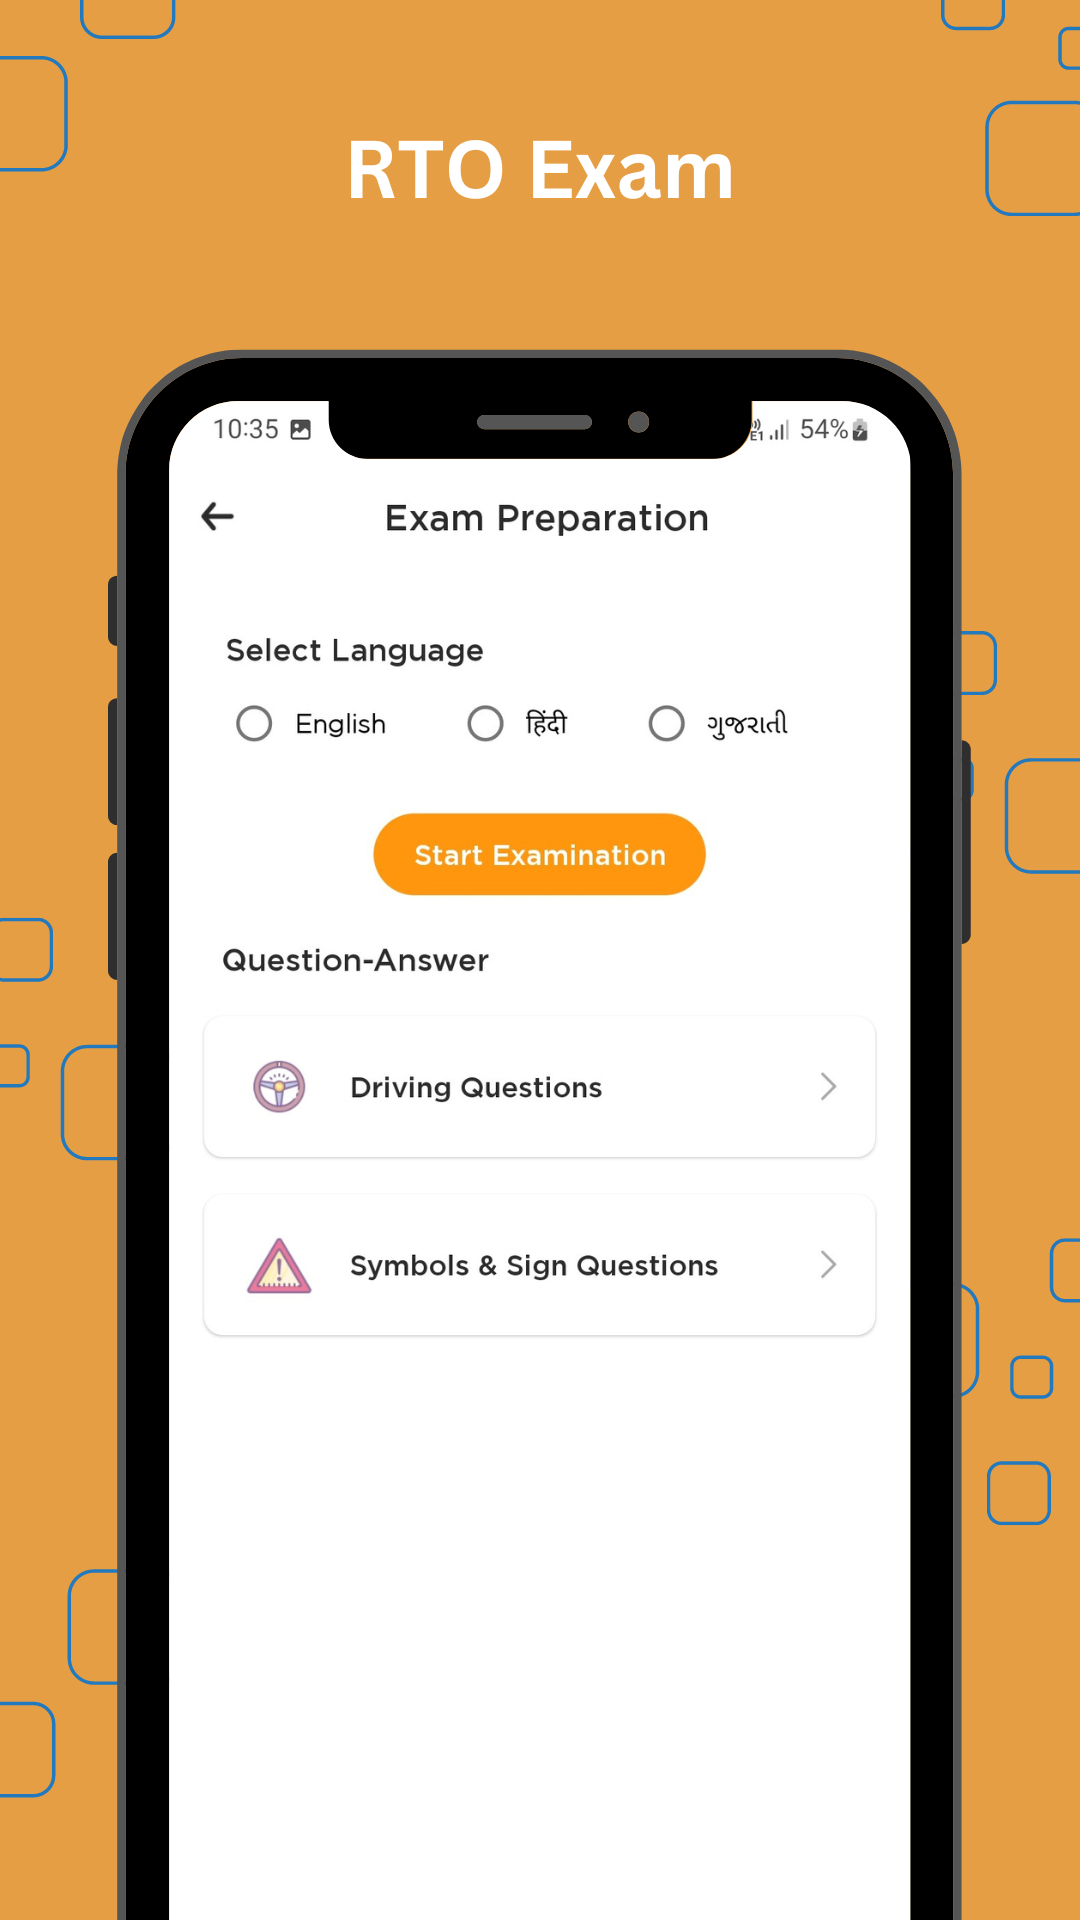 RTO Exam
10:35
54%
Exam Preparation
Select Language
English हिंदी ગુજરાતી
Start Examination
Question-Answer
Driving Questions
Symbols & Sign Questions